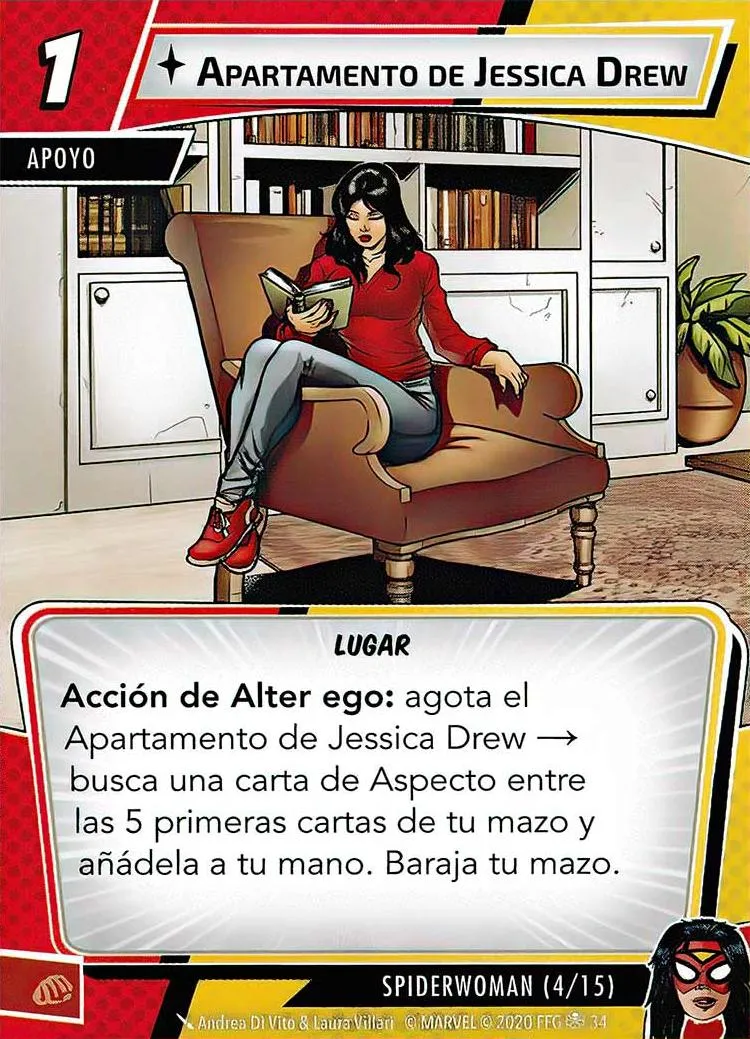 1
APARTAMENTO DE JESSICA DREW
APOYO
LUGAR
Acción de Alter ego: agota el
Apartamento de Jessica Drew →
busca una carta de Aspecto entre
las 5 primeras cartas de tu mazo y
añádela a tu mano. Baraja tu mazo.
SPIDERWOMAN (4/15)
Andrea Di Vito & Laura Villari © MARVEL © 2020 FFG 34